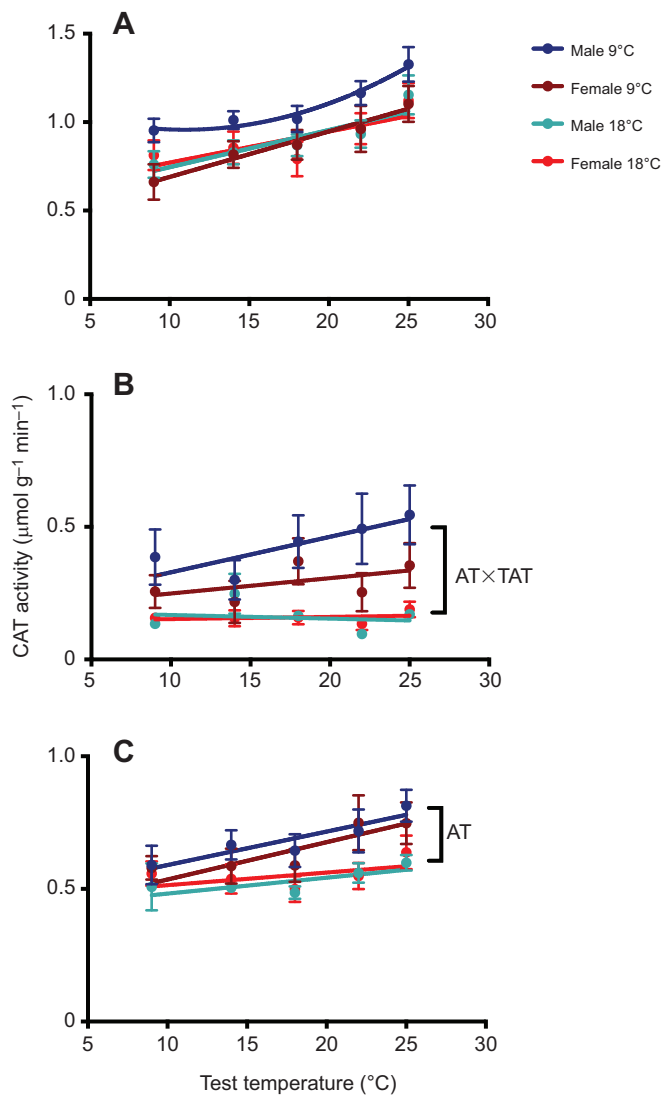 A
1.5
1.0
0.5
0
5 10 15 20 25 30
Male 9°C
Female 9°C
Male 18°C
Female 18°C
B
1.0
0.5
0
5 10 15 20 25 30
AT×TAT
CAT activity (μmol g⁻¹ min⁻¹)
C
1.0
0.5
0
5 10 15 20 25 30
AT
Test temperature (°C)